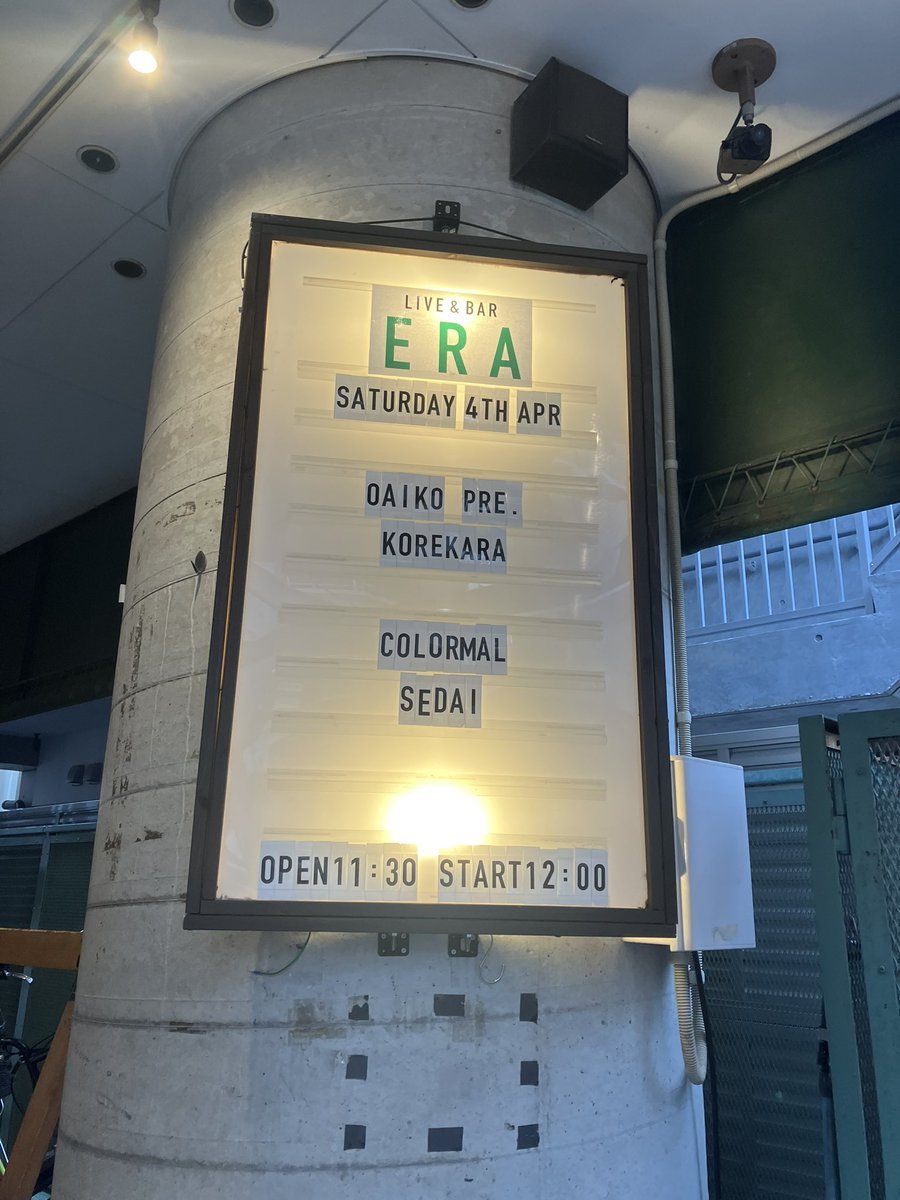 LIVE & BAR
ERA
SATURDAY 4TH APR
OAIKO PRE.
KOREKARA
COLORMAL
SEDAI
OPEN11:30 START12:00